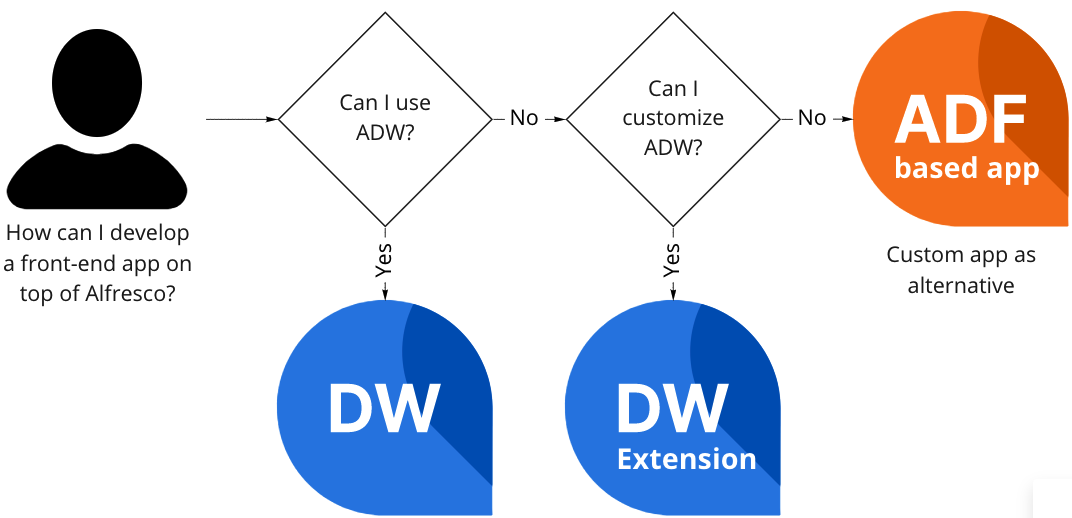 How can I develop
a front-end app on
top of Alfresco?
Can I use
ADW?
No
Can I
customize
ADW?
No
ADF
based app
Custom app as
alternative
Yes
DW
Yes
DW
Extension